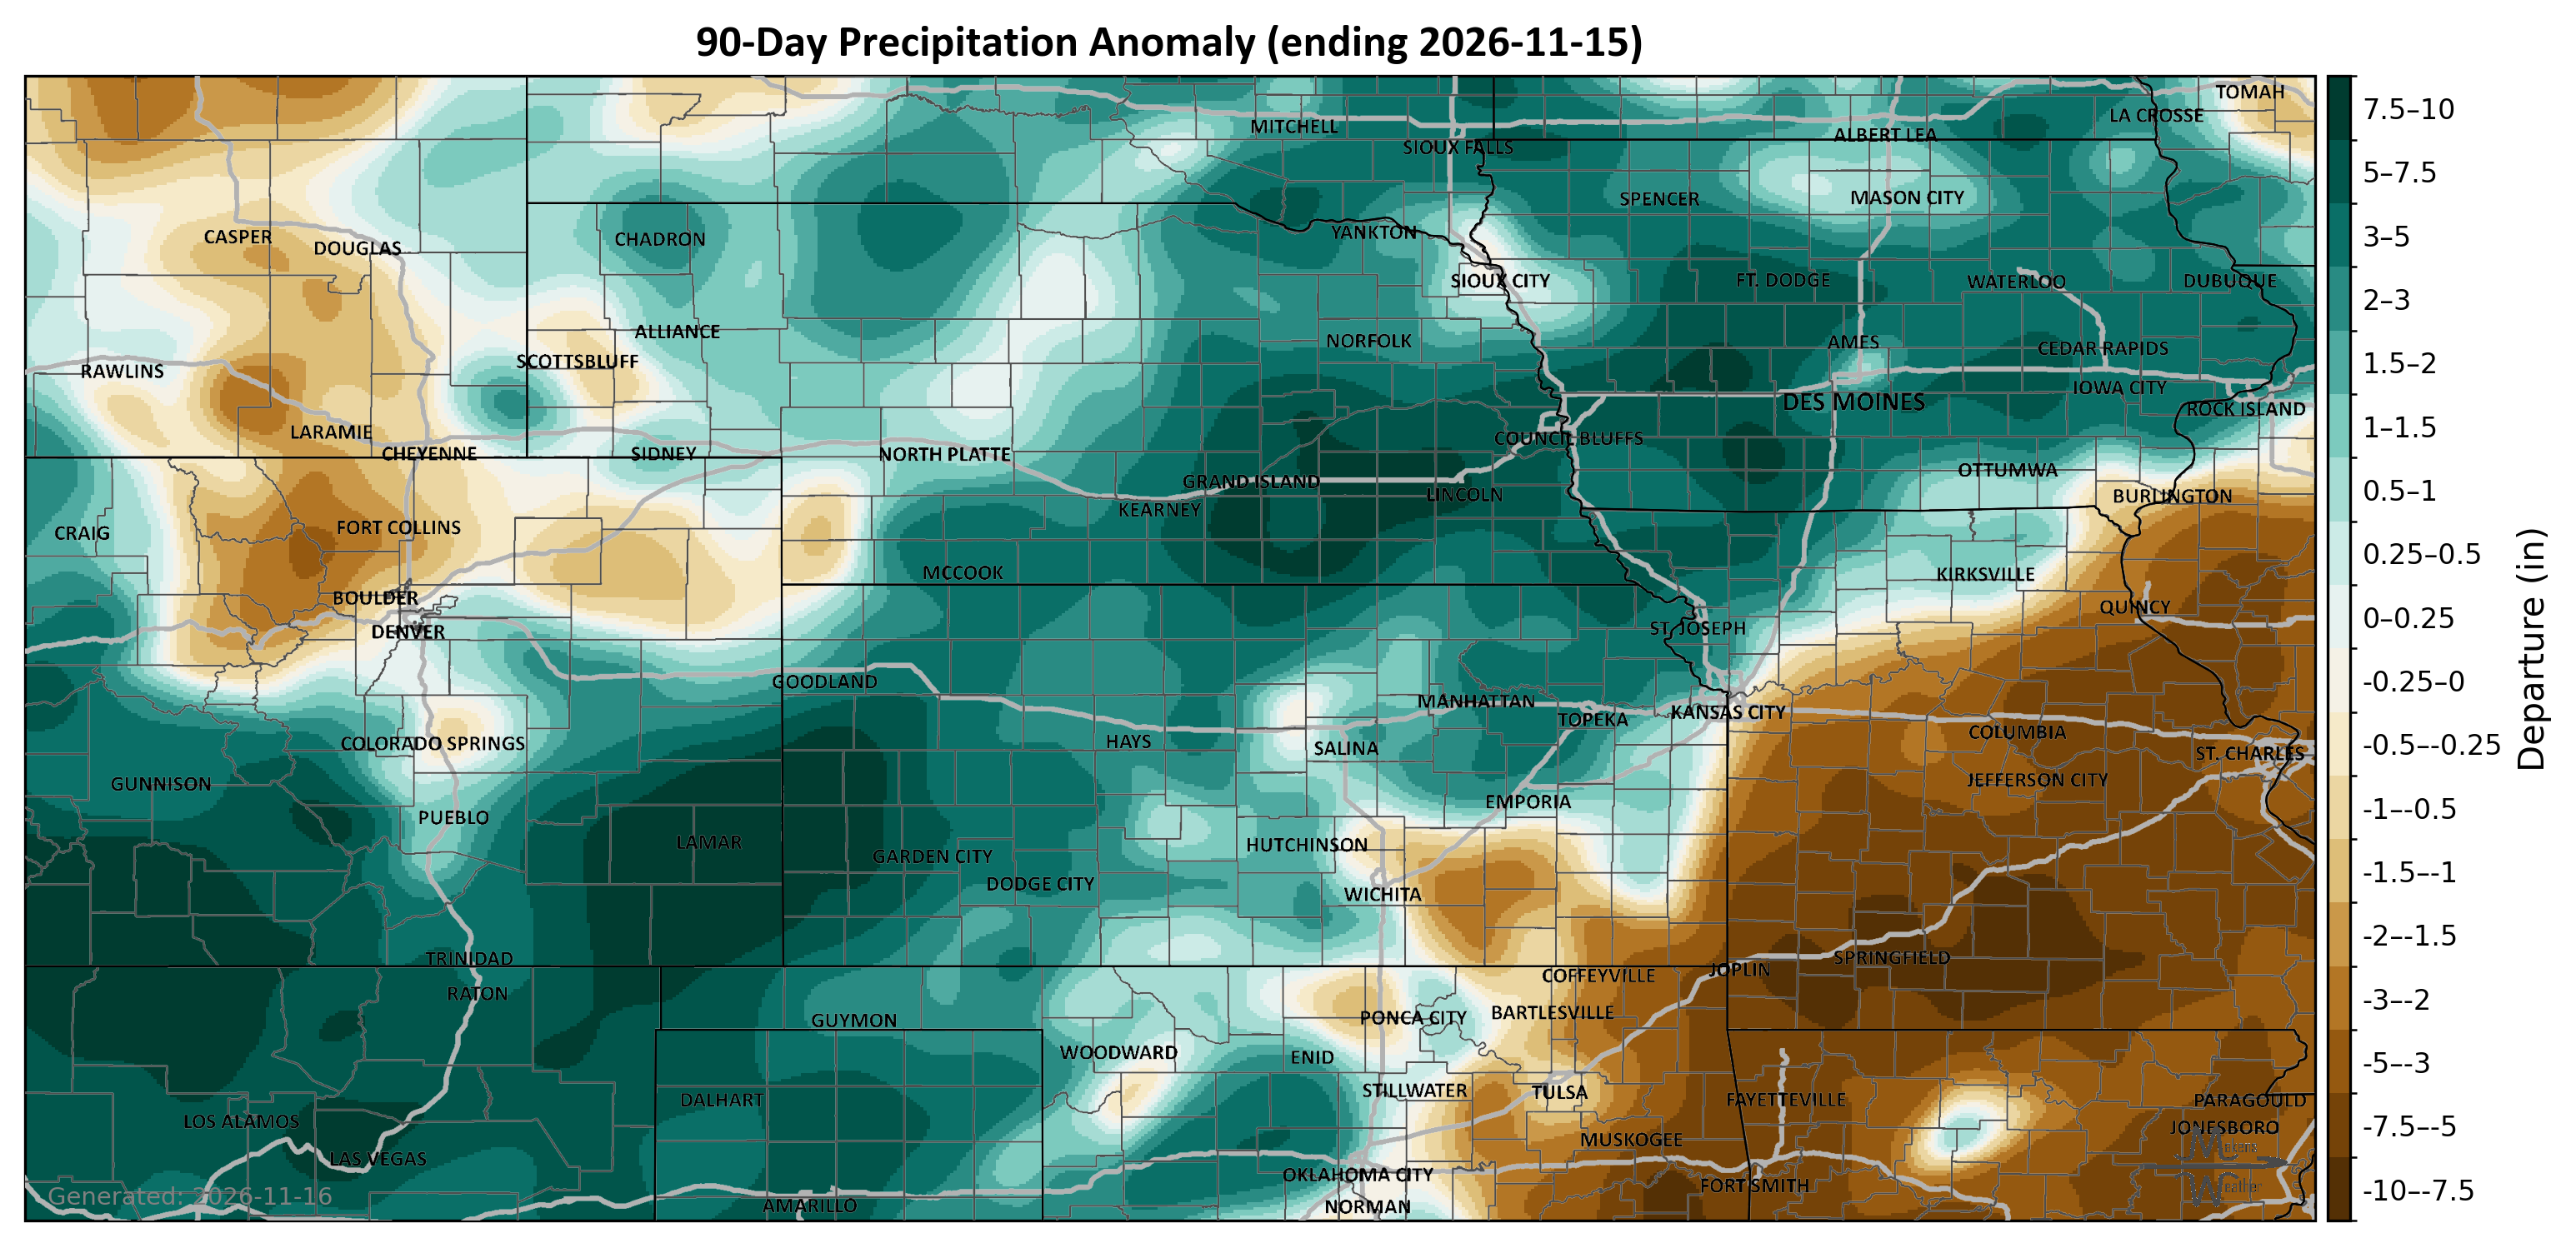 90-Day Precipitation Anomaly (ending 2026-11-15)
TOMAH
LA CROSSE
MITCHELL
ALBERT LEA
SIOUX FALLS
SPENCER
MASON CITY
YANKTON
CASPER
DOUGLAS
CHADRON
SIOUX CITY
FT. DODGE
WATERLOO
DUBUQUE
ALLIANCE
NORFOLK
AMES
CEDAR RAPIDS
SCOTTSBLUFF
RAWLINS
IOWA CITY
DES MOINES
ROCK ISLAND
LARAMIE
COUNCIL BLUFFS
CHEYENNE
SIDNEY
NORTH PLATTE
OTTUMWA
GRAND ISLAND
LINCOLN
BURLINGTON
KEARNEY
CRAIG
FORT COLLINS
MCCOOK
KIRKSVILLE
BOULDER
QUINCY
DENVER
ST. JOSEPH
GOODLAND
MANHATTAN
TOPEKA
KANSAS CITY
COLUMBIA
COLORADO SPRINGS
HAYS
SALINA
ST. CHARLES
GUNNISON
JEFFERSON CITY
EMPORIA
PUEBLO
LAMAR
HUTCHINSON
GARDEN CITY
DODGE CITY
WICHITA
TRINIDAD
SPRINGFIELD
COFFEYVILLE
JOPLIN
RATON
BARTLESVILLE
GUYMON
PONCA CITY
WOODWARD
ENID
STILLWATER
TULSA
DALHART
FAYETTEVILLE
PARAGOULD
LOS ALAMOS
JONESBORO
MUSKOGEE
Makers
LAS VEGAS
OKLAHOMA CITY
FORT SMITH
Weather
Generated: 2026-11-16
AMARILLO
NORMAN
7.5–10
5–7.5
3–5
2–3
1.5–2
1–1.5
0.5–1
0.25–0.5
0–0.25
-0.25–0
-0.5–-0.25
-1–-0.5
-1.5–-1
-2–-1.5
-3–-2
-5–-3
-7.5–-5
-10–-7.5
Departure (in)